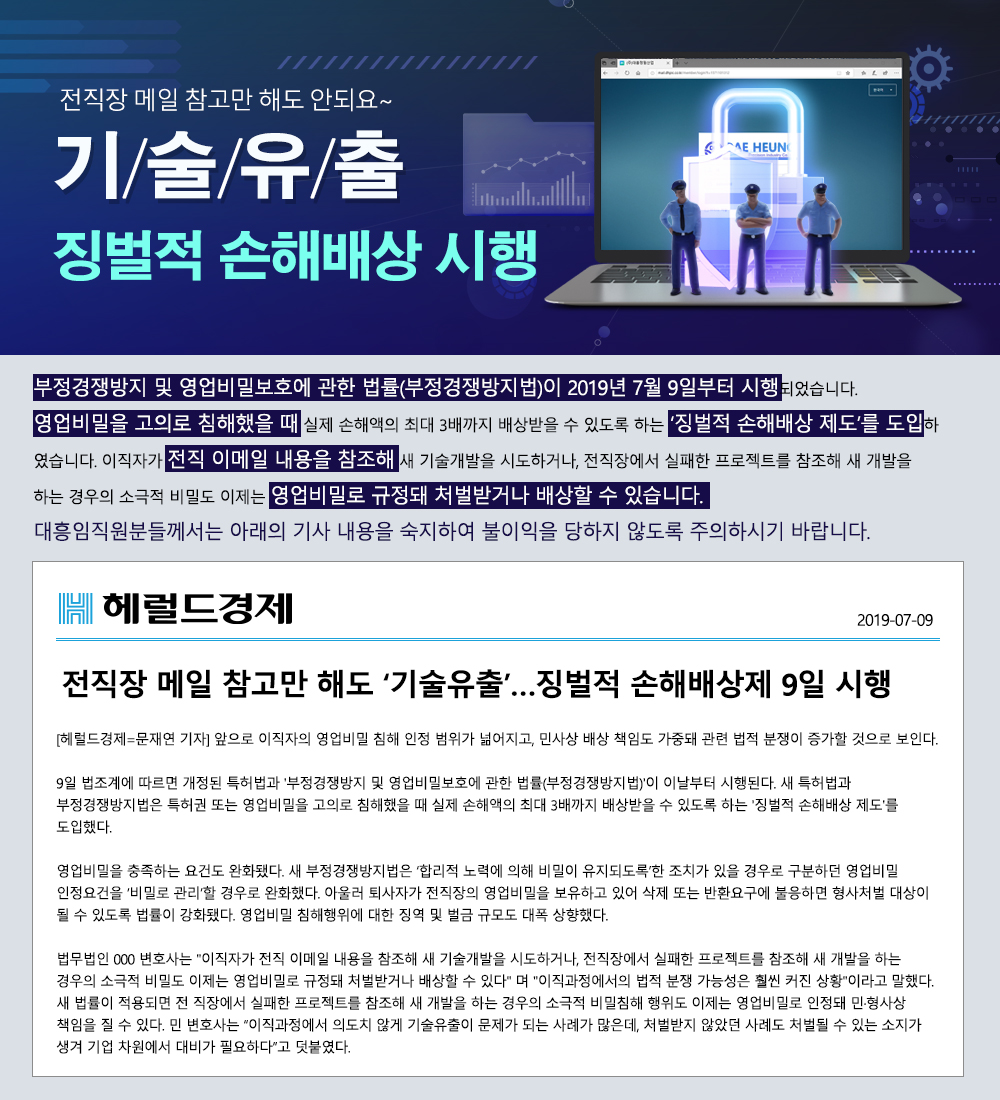 전직장 메일 참고만 해도 안되요~
기/술/유/출
징벌적 손해배상 시행
DAE HEUNG
부정경쟁방지 및 영업비밀보호에 관한 법률(부정경쟁방지법)이 2019년 7월 9일부터 시행되었습니다.
영업비밀을 고의로 침해했을 때 실제 손해액의 최대 3배까지 배상받을 수 있도록 하는 ‘징벌적 손해배상 제도’를 도입하
였습니다. 이직자가 전직 이메일 내용을 참조해 새 기술개발을 시도하거나, 전직장에서 실패한 프로젝트를 참조해 새 개발을
하는 경우의 소극적 비밀도 이제는 영업비밀로 규정돼 처벌받거나 배상할 수 있습니다.
대흥임직원분들께서는 아래의 기사 내용을 숙지하여 불이익을 당하지 않도록 주의하시기 바랍니다.
헤럴드경제
2019-07-09
전직장 메일 참고만 해도 ‘기술유출’…징벌적 손해배상제 9일 시행
[헤럴드경제=문재연 기자] 앞으로 이직자의 영업비밀 침해 인정 범위가 넓어지고, 민사상 배상 책임도 가중돼 관련 법적 분쟁이 증가할 것으로 보인다.
9일 법조계에 따르면 개정된 특허법과 '부정경쟁방지 및 영업비밀보호에 관한 법률(부정경쟁방지법)'이 이날부터 시행된다. 새 특허법과
부정경쟁방지법은 특허권 또는 영업비밀을 고의로 침해했을 때 실제 손해액의 최대 3배까지 배상받을 수 있도록 하는 '징벌적 손해배상 제도'를
도입했다.
영업비밀을 충족하는 요건도 완화됐다. 새 부정경쟁방지법은 ‘합리적 노력에 의해 비밀이 유지되도록’한 조치가 있을 경우로 구분하던 영업비밀
인정요건을 ‘비밀로 관리’할 경우로 완화했다. 아울러 퇴사자가 전직장의 영업비밀을 보유하고 있어 삭제 또는 반환요구에 불응하면 형사처벌 대상이
될 수 있도록 법률이 강화됐다. 영업비밀 침해행위에 대한 징역 및 벌금 규모도 대폭 상향했다.
법무법인 000 변호사는 "이직자가 전직 이메일 내용을 참조해 새 기술개발을 시도하거나, 전직장에서 실패한 프로젝트를 참조해 새 개발을 하는
경우의 소극적 비밀도 이제는 영업비밀로 규정돼 처벌받거나 배상할 수 있다" 며 "이직과정에서의 법적 분쟁 가능성은 훨씬 커진 상황"이라고 말했다.
새 법률이 적용되면 전 직장에서 실패한 프로젝트를 참조해 새 개발을 하는 경우의 소극적 비밀침해 행위도 이제는 영업비밀로 인정돼 민·형사상
책임을 질 수 있다. 민 변호사는 “이직과정에서 의도치 않게 기술유출이 문제가 되는 사례가 많은데, 처벌받지 않았던 사례도 처벌될 수 있는 소지가
생겨 기업 차원에서 대비가 필요하다”고 덧붙였다.